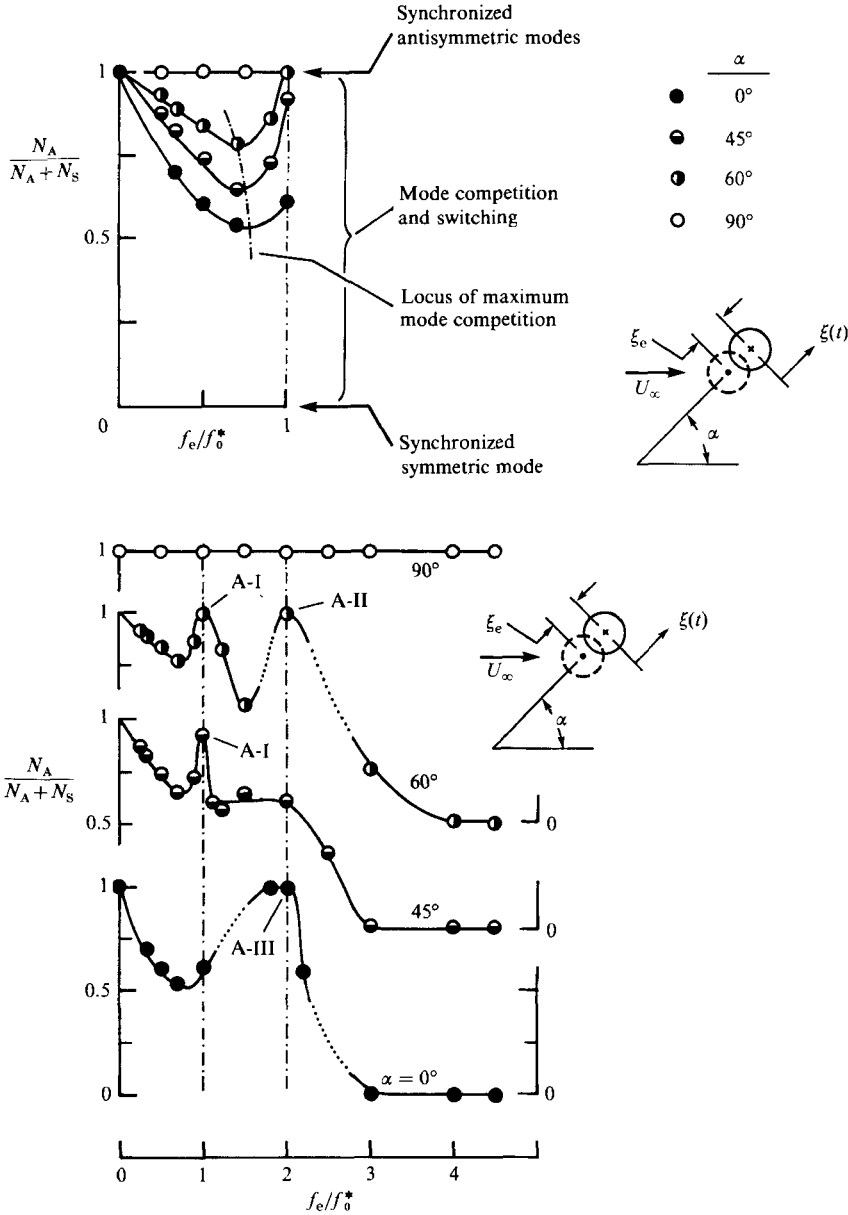 Synchronized
antisymmetric modes
1
N_A
N_A + N_S
0.5
0
f_e/f_0^*
1
Mode competition
and switching
Locus of maximum
mode competition
Synchronized
symmetric mode
α
0°
45°
60°
90°
ξ_e
ξ(t)
U_∞
α
1
90°
A-I
A-II
1
ξ_e
ξ(t)
U_∞
α
1
A-I
N_A
N_A + N_S
60°
0.5
0
1
45°
0
A-III
0.5
α = 0°
0
0
0
1
2
3
4
f_e/f_0^*